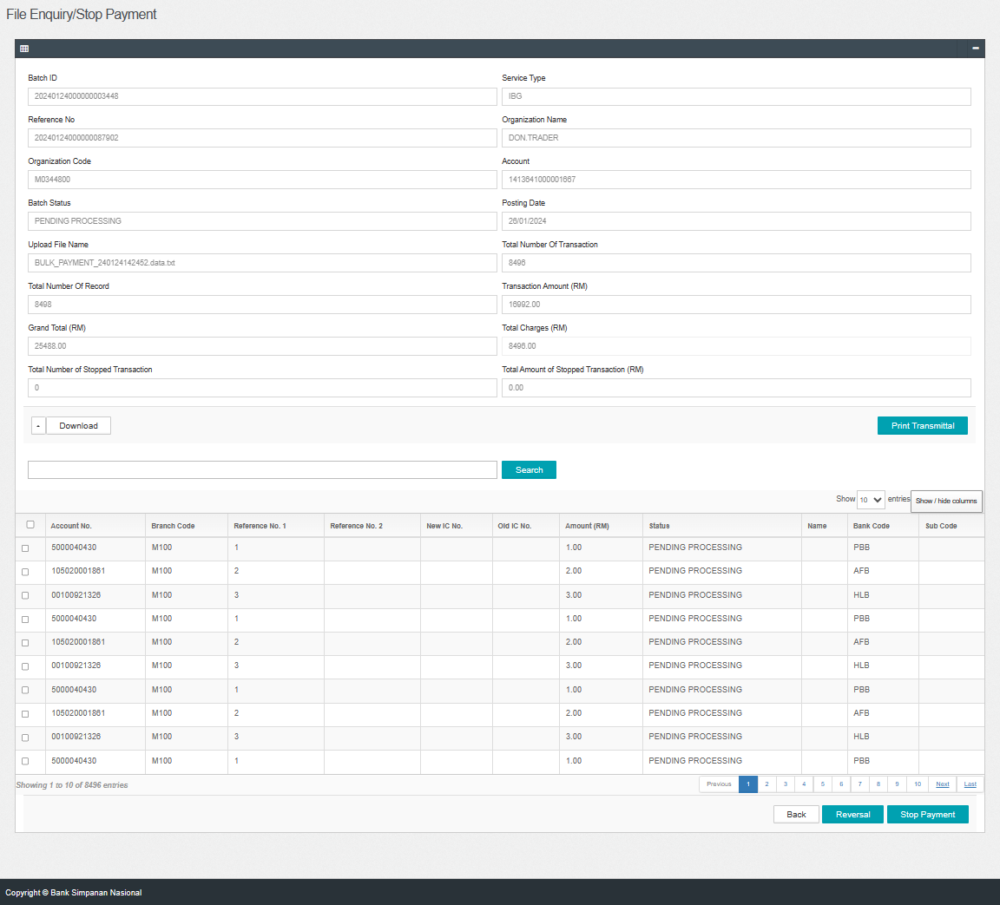 File Enquiry/Stop Payment
Batch ID Service Type
20240124000000003448 IBG
Reference No Organization Name
20240124000000087902 DON.TRADER
Organization Code Account
M0344800 1413641000001667
Batch Status Posting Date
PENDING PROCESSING 26/01/2024
Upload File Name Total Number Of Transaction
BULK_PAYMENT_240124142452.data.txt 8496
Total Number Of Record Transaction Amount (RM)
8498 16992.00
Grand Total (RM) Total Charges (RM)
25488.00 8496.00
Total Number of Stopped Transaction Total Amount of Stopped Transaction (RM)
0 0.00
- Download Print Transmittal
Search
Show 10 entries Show / hide columns
Account No. Branch Code Reference No. 1 Reference No. 2 New IC No. Old IC No. Amount (RM) Status Name Bank Code Sub Code
5000040430 M100 1 1.00 PENDING PROCESSING PBB
105020001861 M100 2 2.00 PENDING PROCESSING AFB
00100921326 M100 3 3.00 PENDING PROCESSING HLB
5000040430 M100 1 1.00 PENDING PROCESSING PBB
105020001861 M100 2 2.00 PENDING PROCESSING AFB
00100921326 M100 3 3.00 PENDING PROCESSING HLB
5000040430 M100 1 1.00 PENDING PROCESSING PBB
105020001861 M100 2 2.00 PENDING PROCESSING AFB
00100921326 M100 3 3.00 PENDING PROCESSING HLB
5000040430 M100 1 1.00 PENDING PROCESSING PBB
Showing 1 to 10 of 8496 entries Previous 1 2 3 4 5 6 7 8 9 10 Next Last
Back Reversal Stop Payment
Copyright © Bank Simpanan Nasional